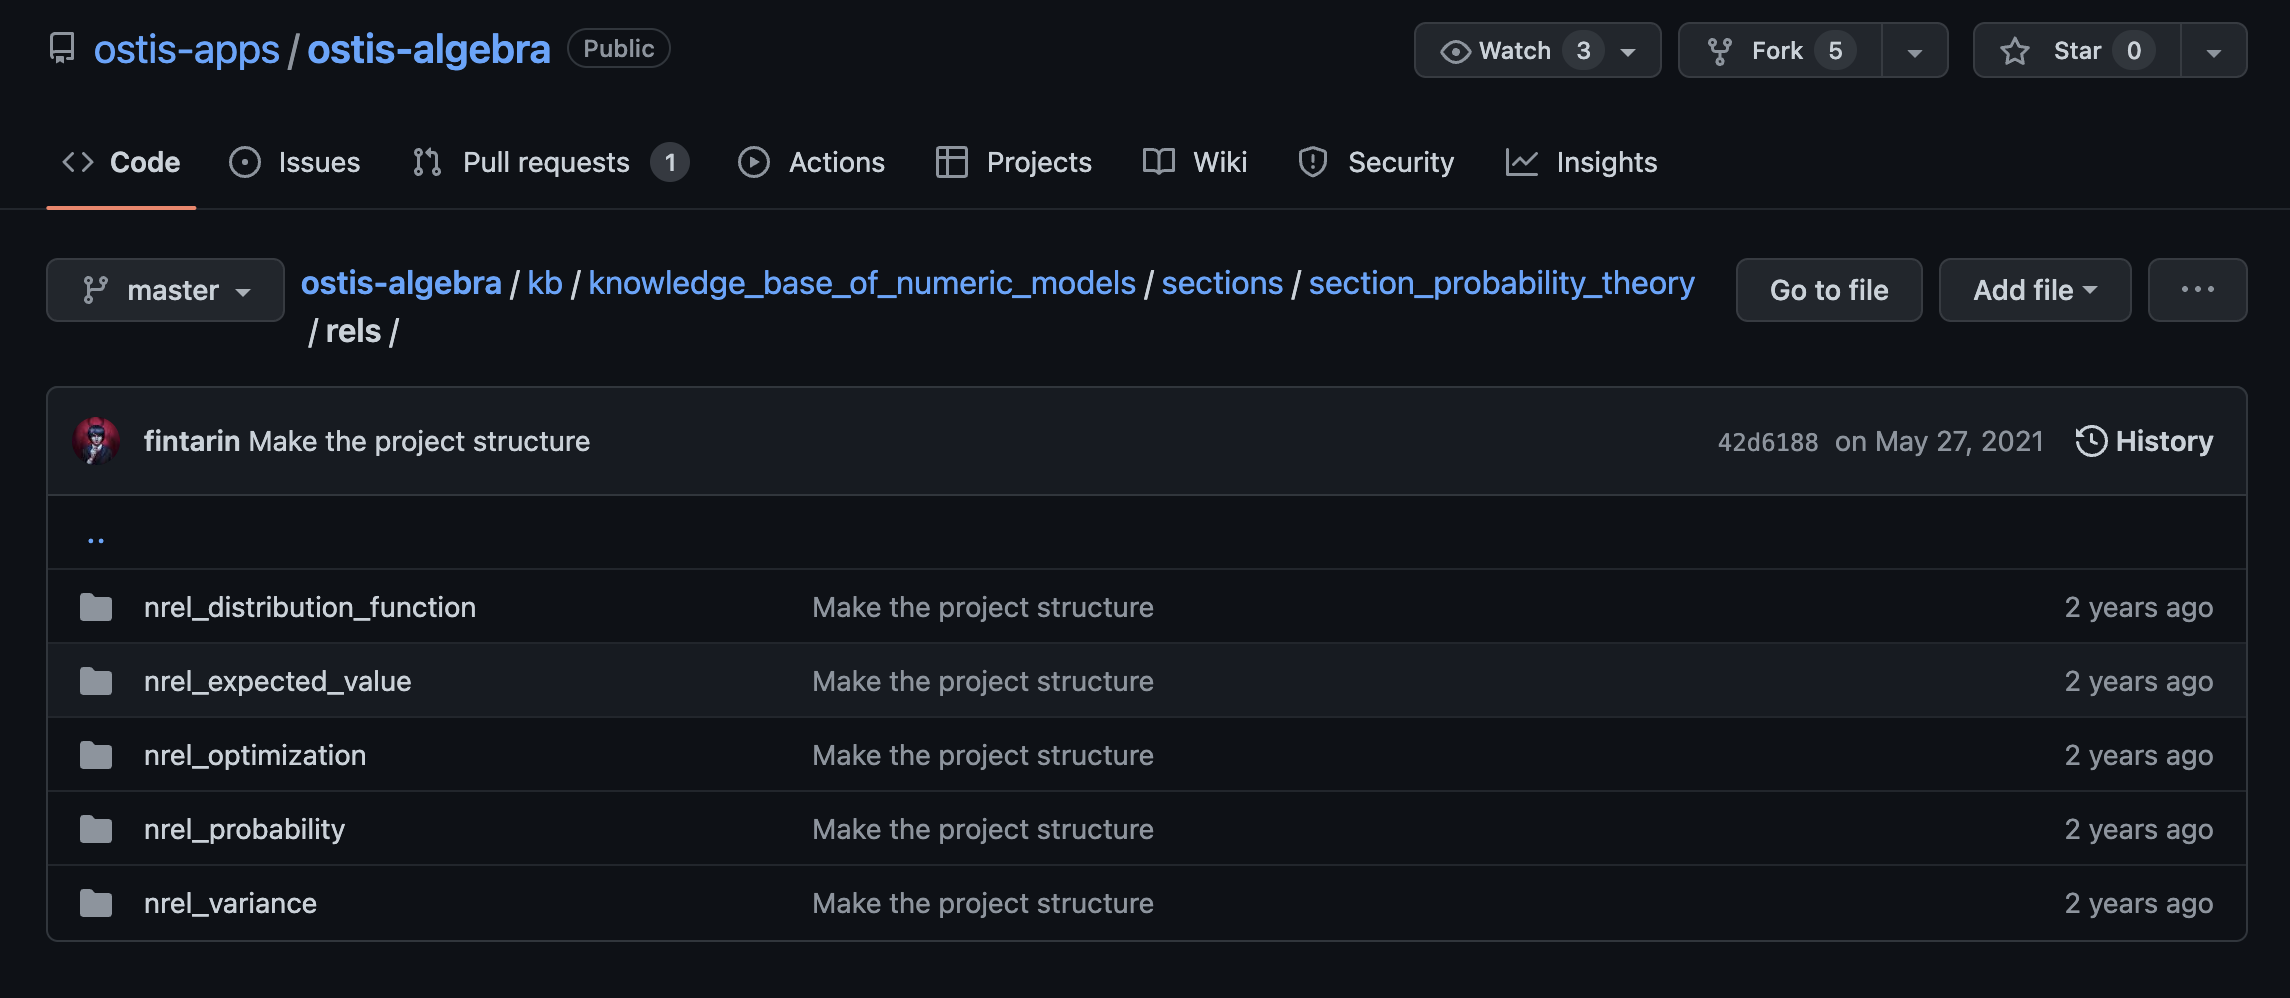 ostis-apps / ostis-algebra Public Watch 3 Fork 5 Star 0
Code Issues Pull requests 1 Actions Projects Wiki Security Insights
master ostis-algebra / kb / knowledge_base_of_numeric_models / sections / section_probability_theory Go to file Add file ...
/ rels /
fintarin Make the project structure 42d6188 on May 27, 2021 History
..
nrel_distribution_function Make the project structure 2 years ago
nrel_expected_value Make the project structure 2 years ago
nrel_optimization Make the project structure 2 years ago
nrel_probability Make the project structure 2 years ago
nrel_variance Make the project structure 2 years ago